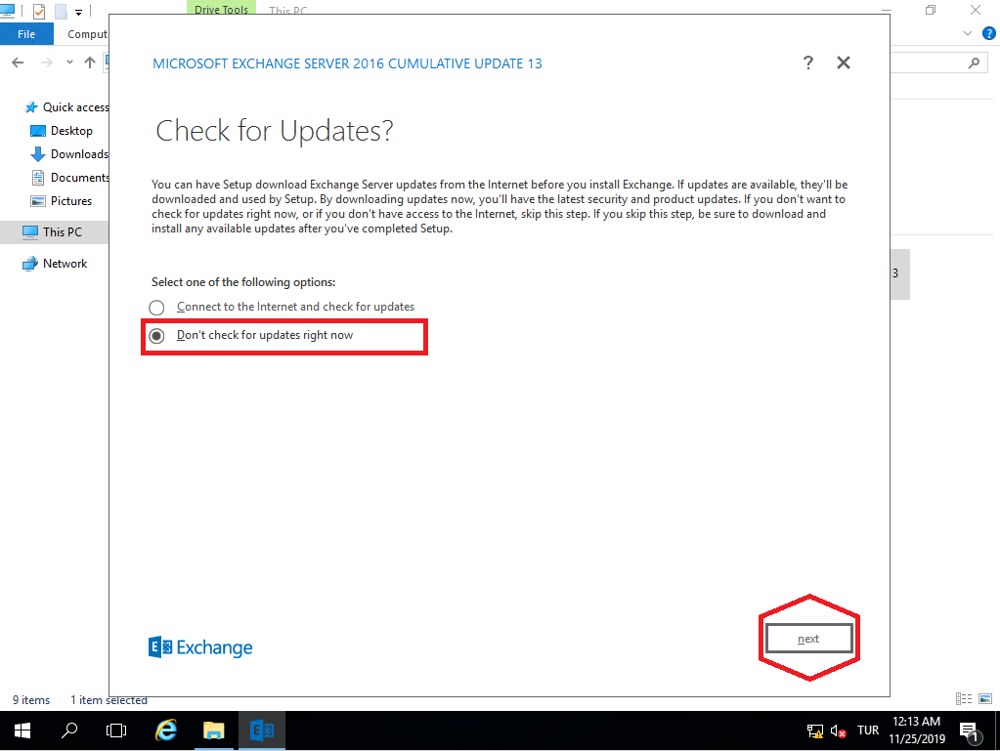 Drive Tools
This PC
File
Comput
MICROSOFT EXCHANGE SERVER 2016 CUMULATIVE UPDATE 13
?
?
Quick access
Desktop
Downloads
Documents
Pictures
This PC
Network
Check for Updates?
You can have Setup download Exchange Server updates from the Internet before you install Exchange. If updates are available, they'll be
downloaded and used by Setup. By downloading updates now, you'll have the latest security and product updates. If you don't want to
check for updates right now, or if you don't have access to the Internet, skip this step. If you skip this step, be sure to download and
install any available updates after you've completed Setup.
3
Select one of the following options:
Connect to the Internet and check for updates
Don't check for updates right now
next
Exchange
9 items
1 item selected
TUR
12:13 AM
11/25/2019
1